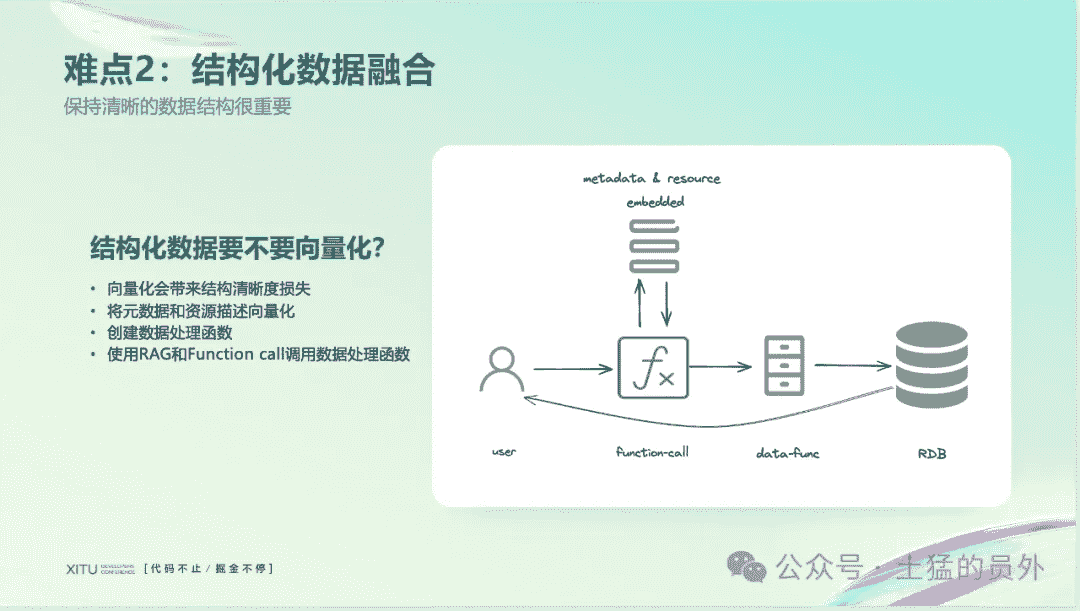 难点2：结构化数据融合
保持清晰的数据结构很重要
结构化数据要不要向量化?
• 向量化会带来结构清晰度损失
• 将元数据和资源描述向量化
• 创建数据处理函数
• 使用RAG和Function call调用数据处理函数
metadata & resource
embedded
fx
user
function-call
data-func
RDB
XITU DEVELOPERS CONFERENCE [代码不止/掘金不停]
公众号 · 土猛的员外